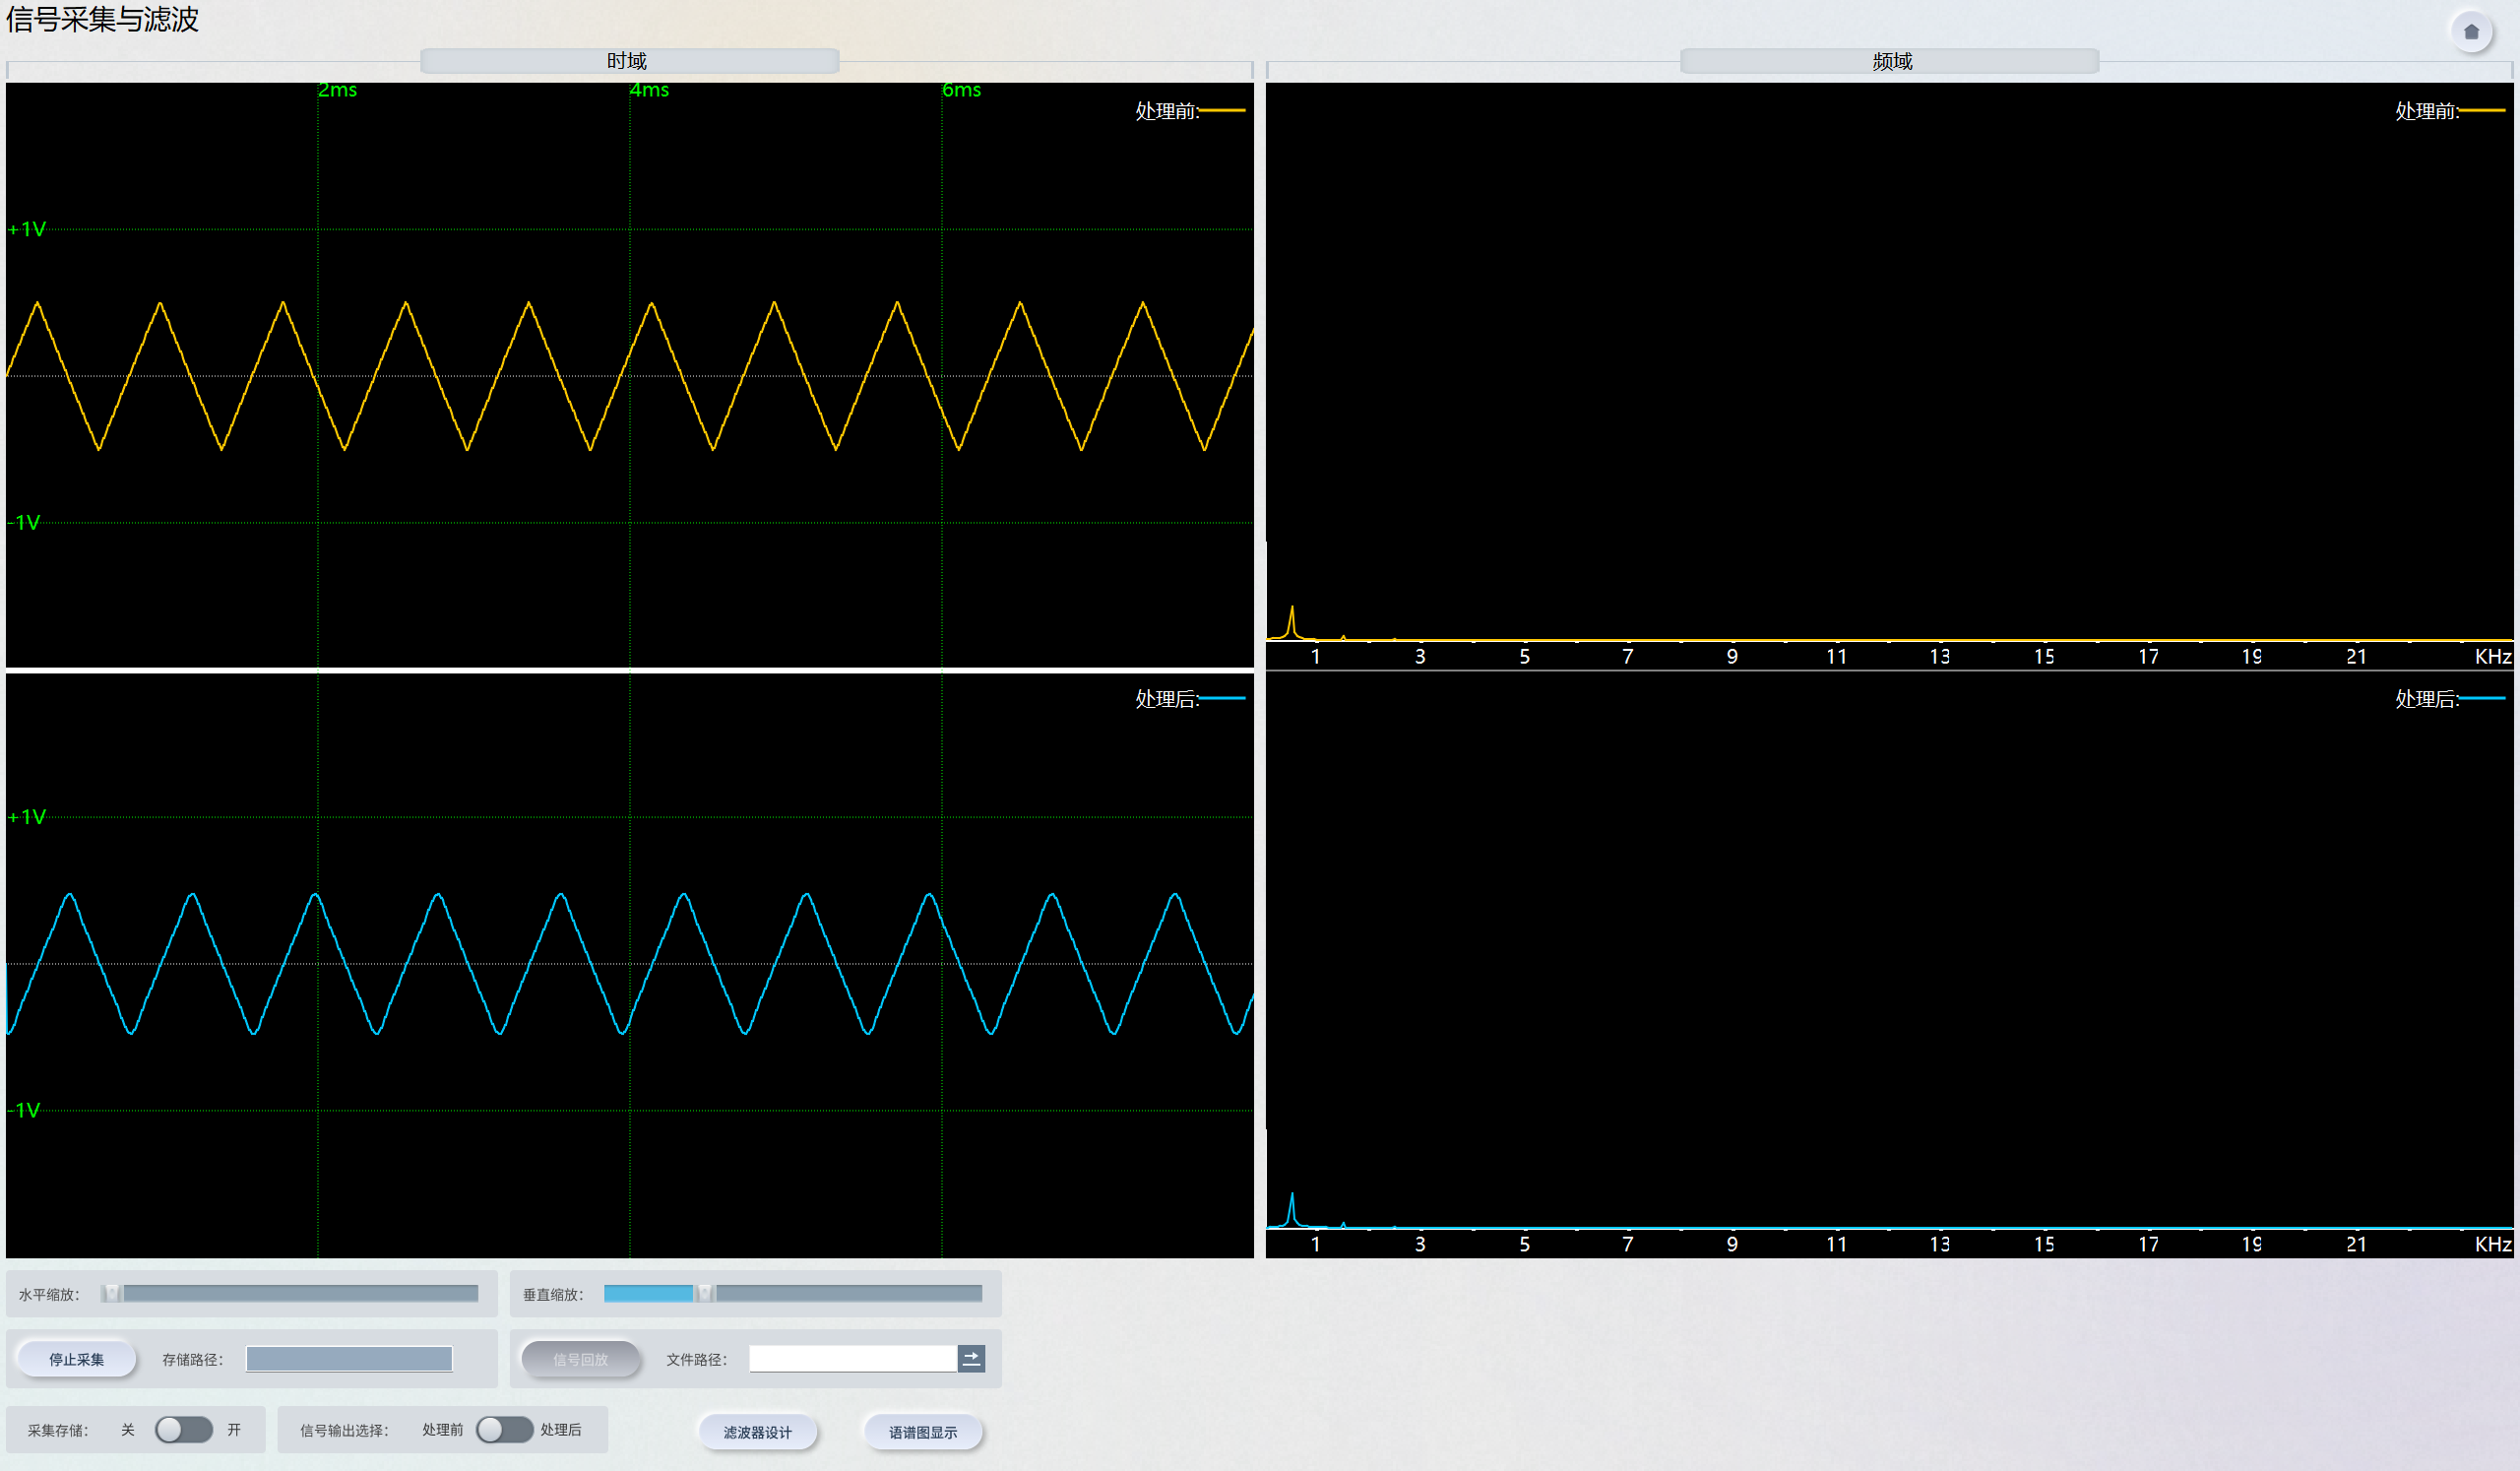 信号采集与滤波
时域
频域
2ms 4ms 6ms
处理前:
+1V
-1V
处理前:
1 3 5 7 9 11 13 15 17 19 21 KHz
处理后:
+1V
-1V
处理后:
1 3 5 7 9 11 13 15 17 19 21 KHz
水平缩放：
垂直缩放：
停止采集 存储路径：
信号回放 文件路径：
采集存储： 关 开
信号输出选择： 处理前 处理后
滤波器设计
语谱图显示